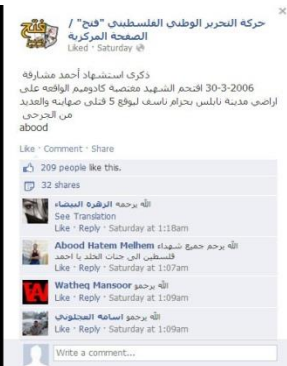 حركة التحرير الوطني الفلسطيني "فتح" /
الصفحة المركزية
Liked · Saturday
ذكرى استشهاد أحمد مشارقة
30-3-2006 اقتحم الشهيد مغتصبة كادوميم الواقعه على
اراضي مدينة نابلس بحزام ناسف ليوقع 5 قتلى صهاينه والعديد
من الجرحى
abood
Like · Comment · Share
209 people like this.
32 shares
الله يرحمه الزهره البيضاء
See Translation
Like · Reply · Saturday at 1:18am
Abood Hatem Melhem الله يرحم جميع شهداء
فلسطين الى جنات الخلد يا احمد
Like · Reply · Saturday at 1:07am
Watheq Mansoor الله يرحمو
Like · Reply · Saturday at 1:09am
الله يرحمو اسامه العجلوني
Like · Reply · Saturday at 1:09am
Write a comment...